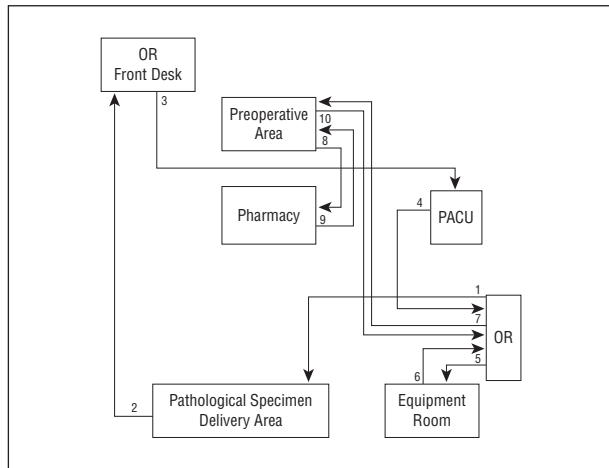 OR
Front Desk
3
Preoperative
Area
10
8
Pharmacy
9
4
PACU
1
7
OR
5
6
2
Pathological Specimen
Delivery Area
Equipment
Room